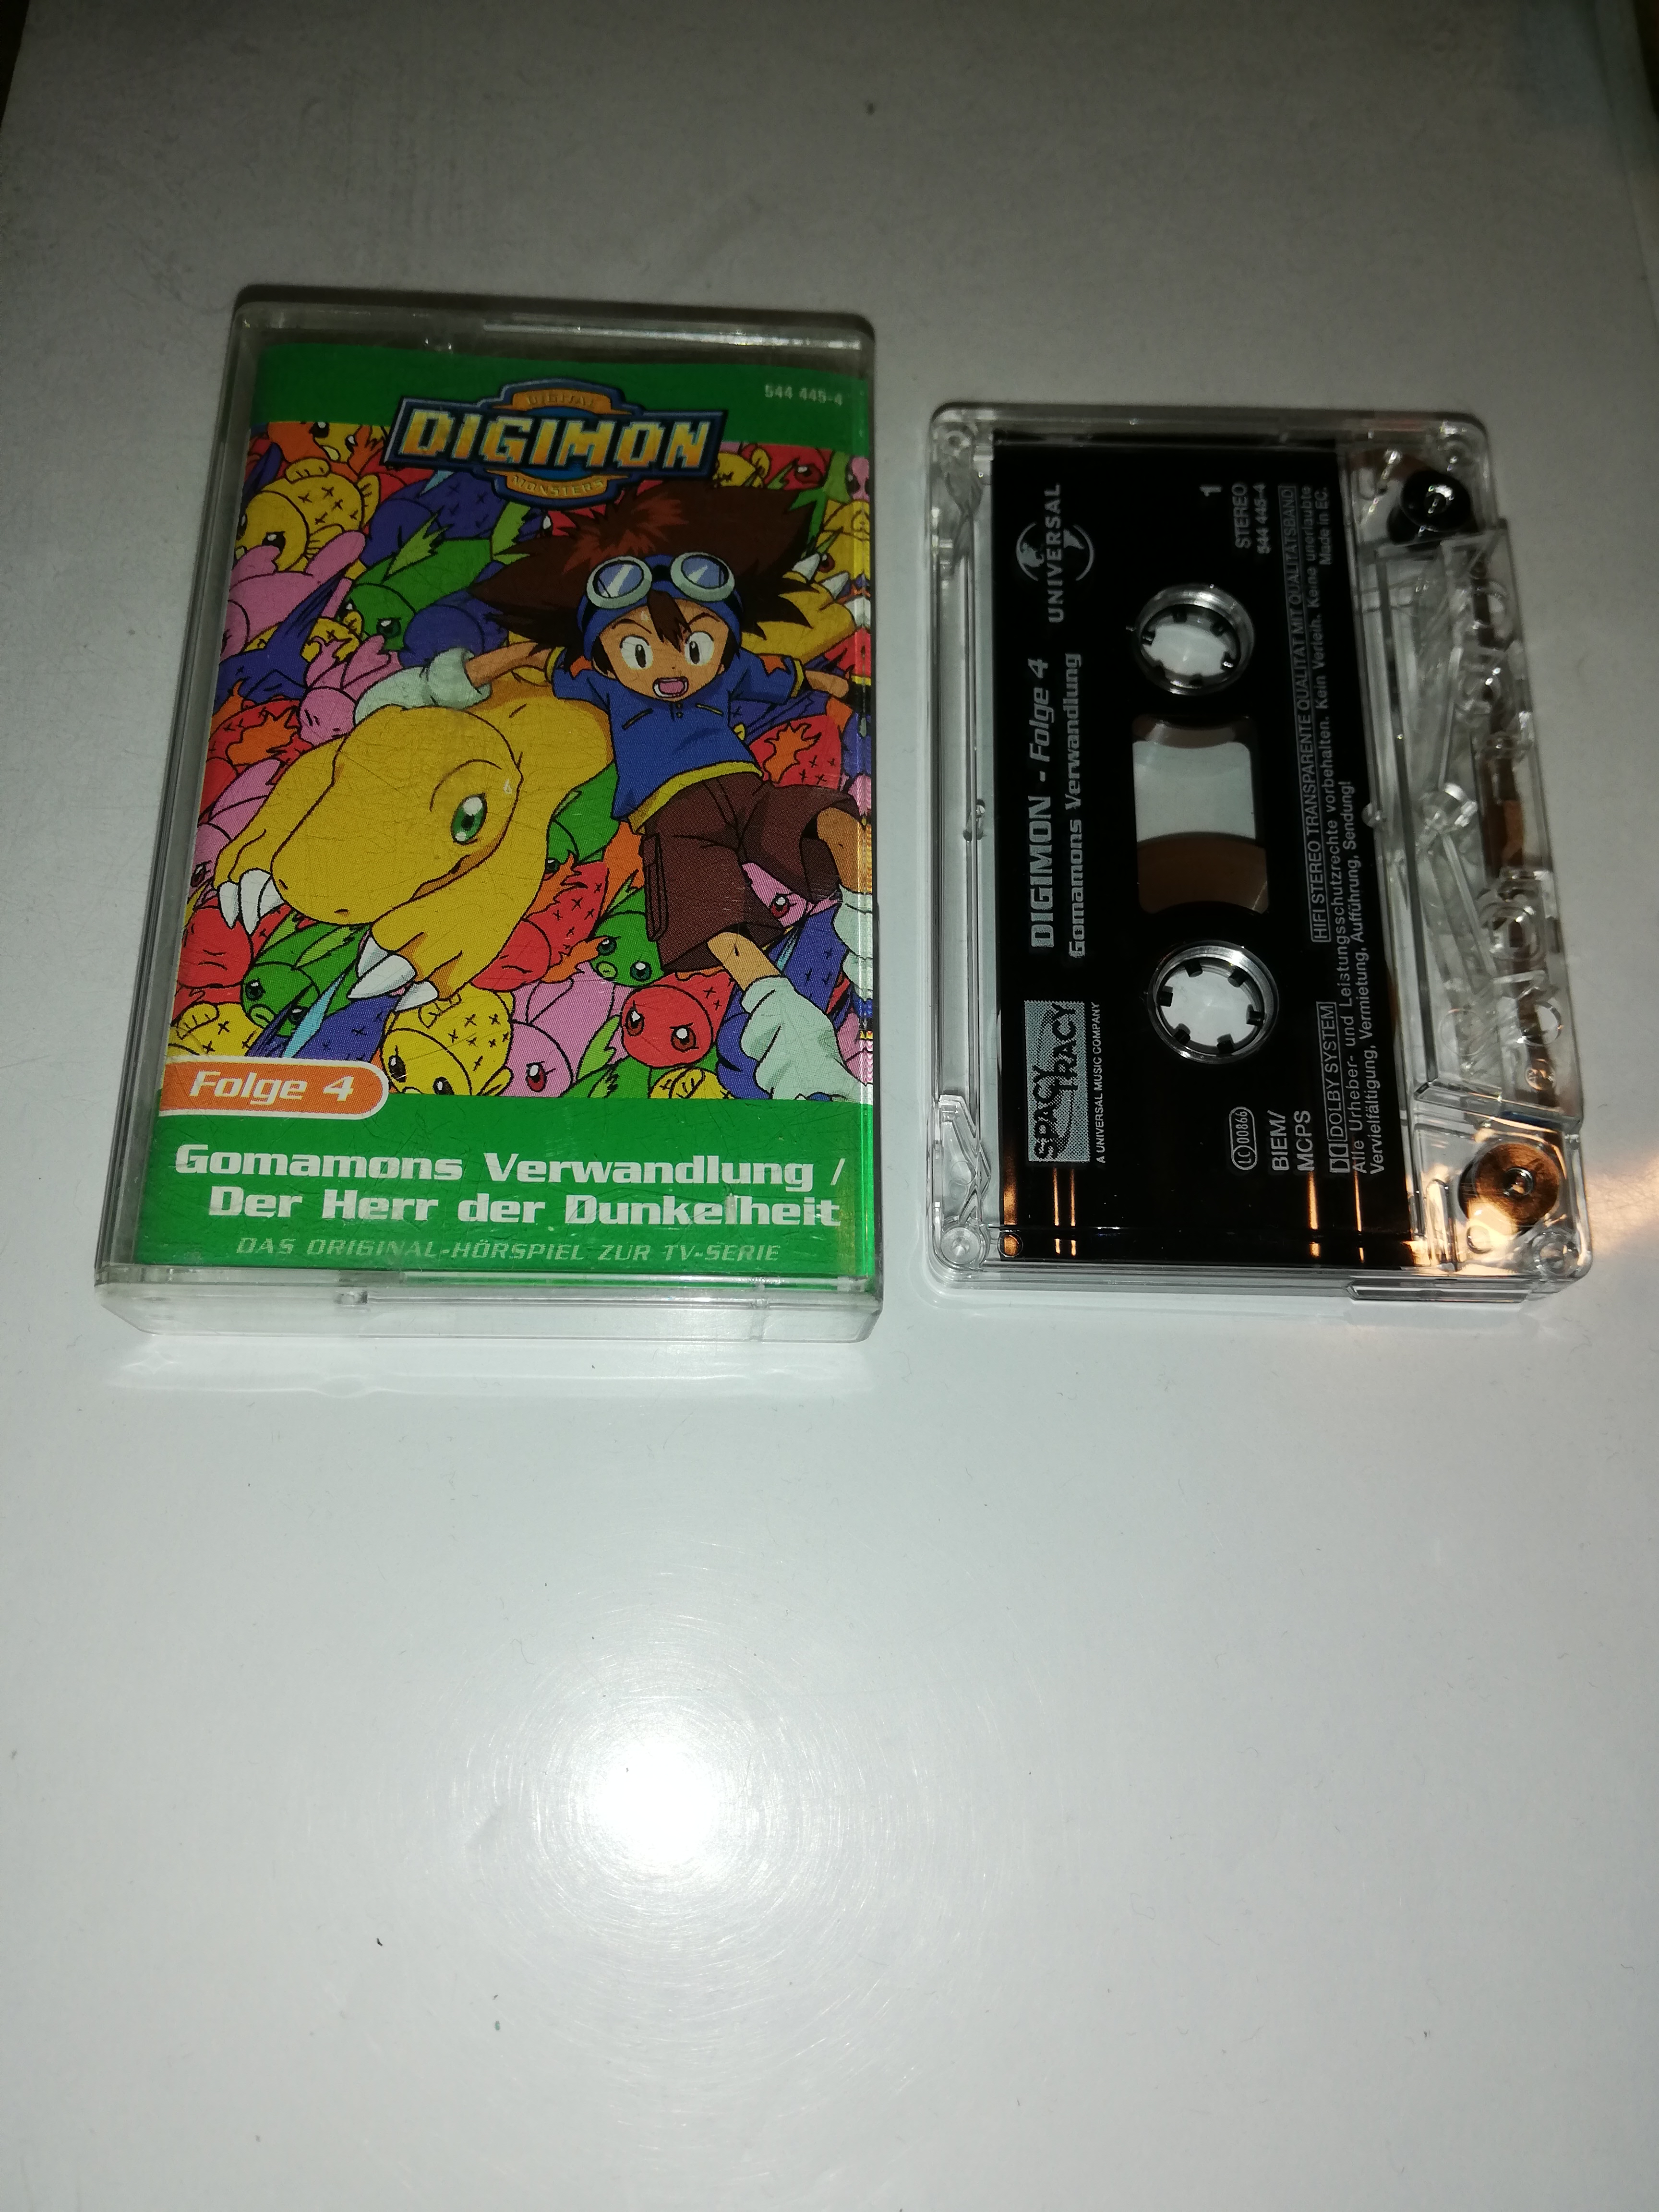 544 445-4
DIGITAL
DIGIMON
MONSTERS
Folge 4
Gomamons Verwandlung /
Der Herr der Dunkelheit
DAS ORIGINAL-HÖRSPIEL ZUR TV-SERIE
SPACY TRACY
A UNIVERSAL MUSIC COMPANY
DIGIMON - Folge 4
Gomamons Verwandlung
UNIVERSAL
LC 00866
BIEM/
MCPS
1
STEREO
544 445-4
DOLBY SYSTEM HIFI STEREO TRANSPARENTE QUALITÄT MIT QUALITÄTSBAND
Alle Urheber- und Leistungsschutzrechte vorbehalten. Kein Verleih. Keine unerlaubte
Vervielfältigung, Vermietung, Aufführung, Sendung! Made in EC.